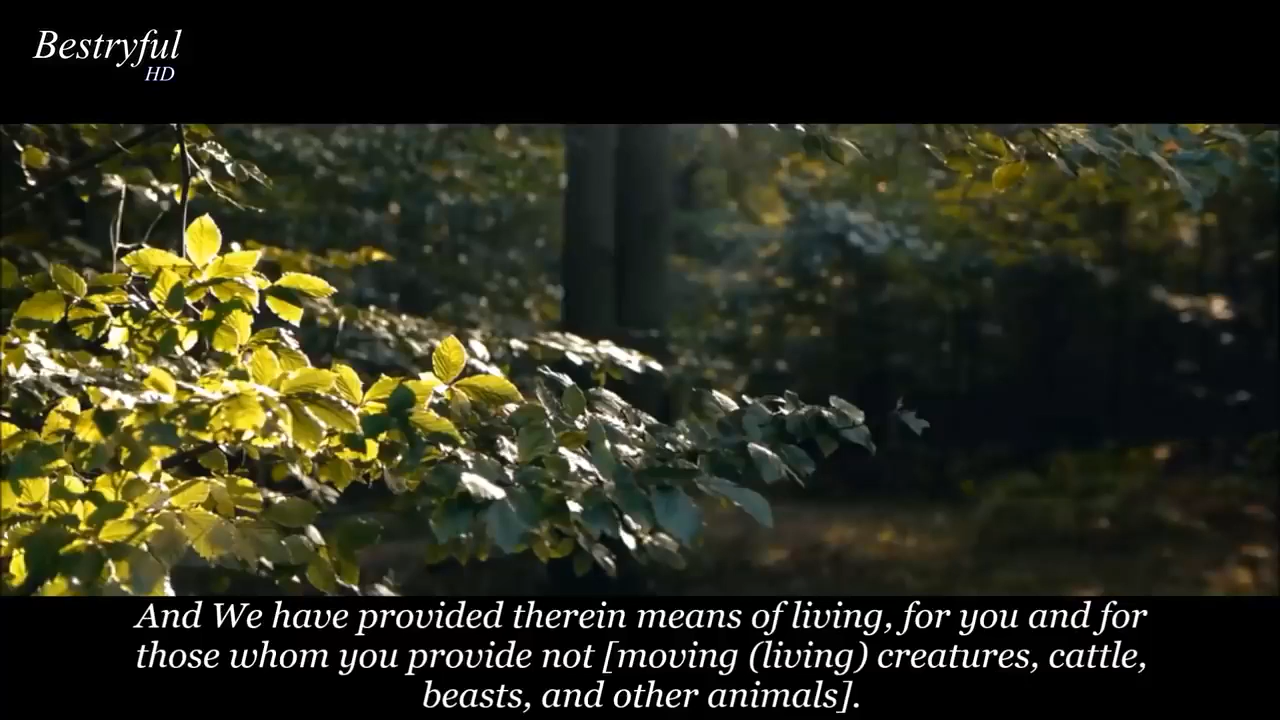 Bestryful
HD
And We have provided therein means of living, for you and for
those whom you provide not [moving (living) creatures, cattle,
beasts, and other animals].